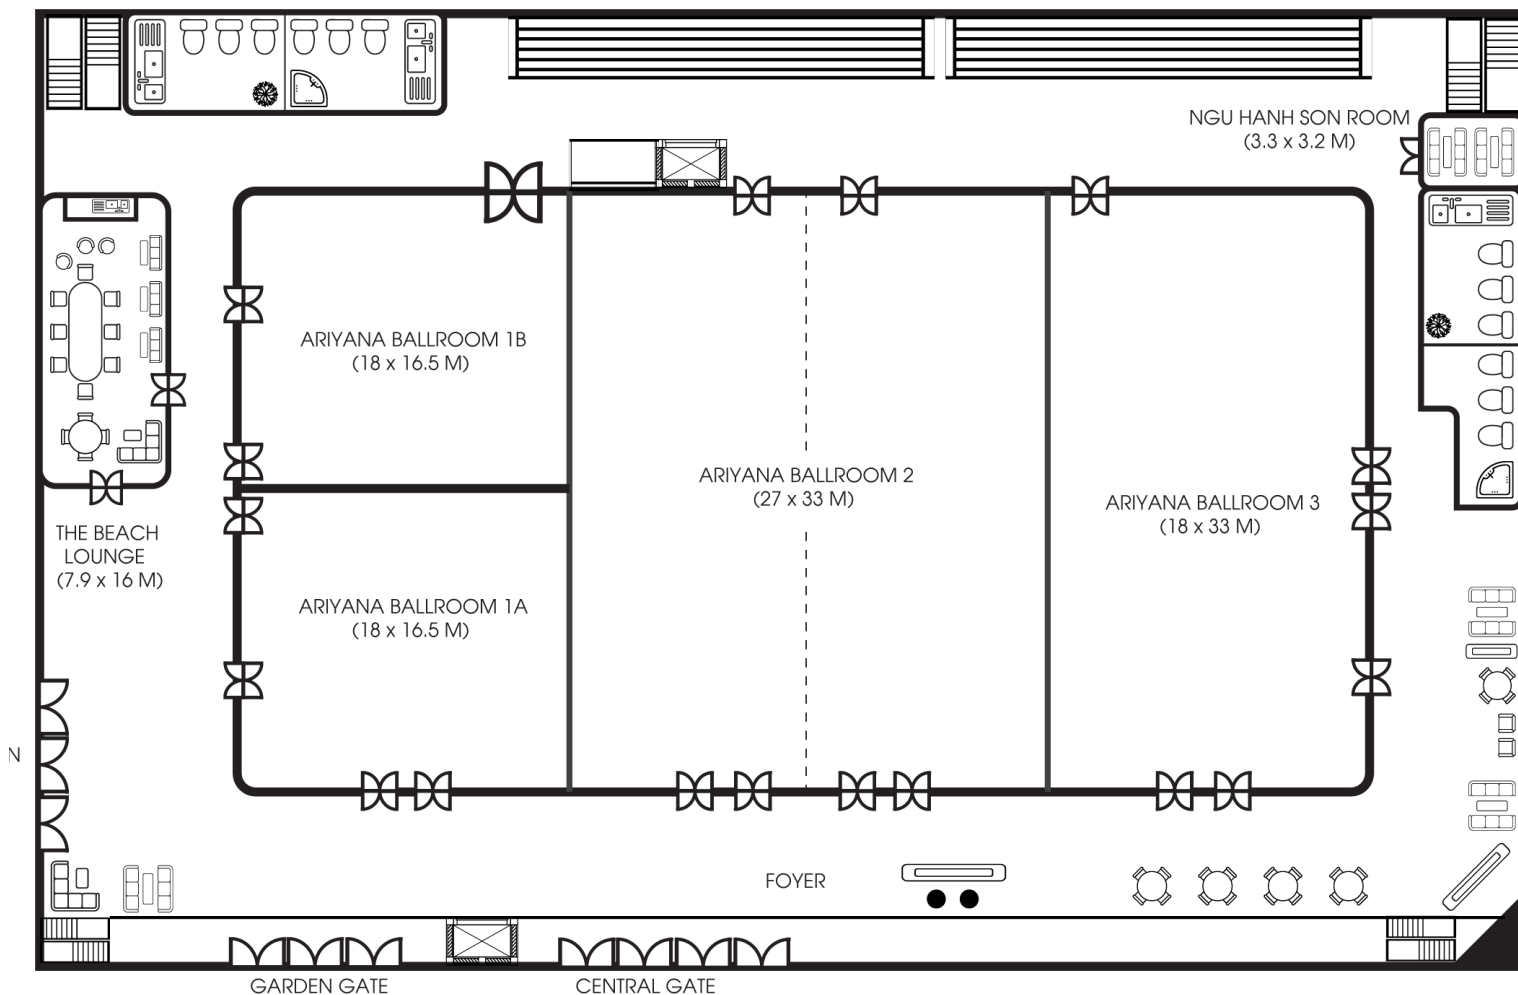 NGU HANH SON ROOM
(3.3 x 3.2 M)
ARIYANA BALLROOM 1B
(18 x 16.5 M)
ARIYANA BALLROOM 2
(27 x 33 M)
ARIYANA BALLROOM 3
(18 x 33 M)
THE BEACH
LOUNGE
(7.9 x 16 M)
ARIYANA BALLROOM 1A
(18 x 16.5 M)
FOYER
GARDEN GATE
CENTRAL GATE